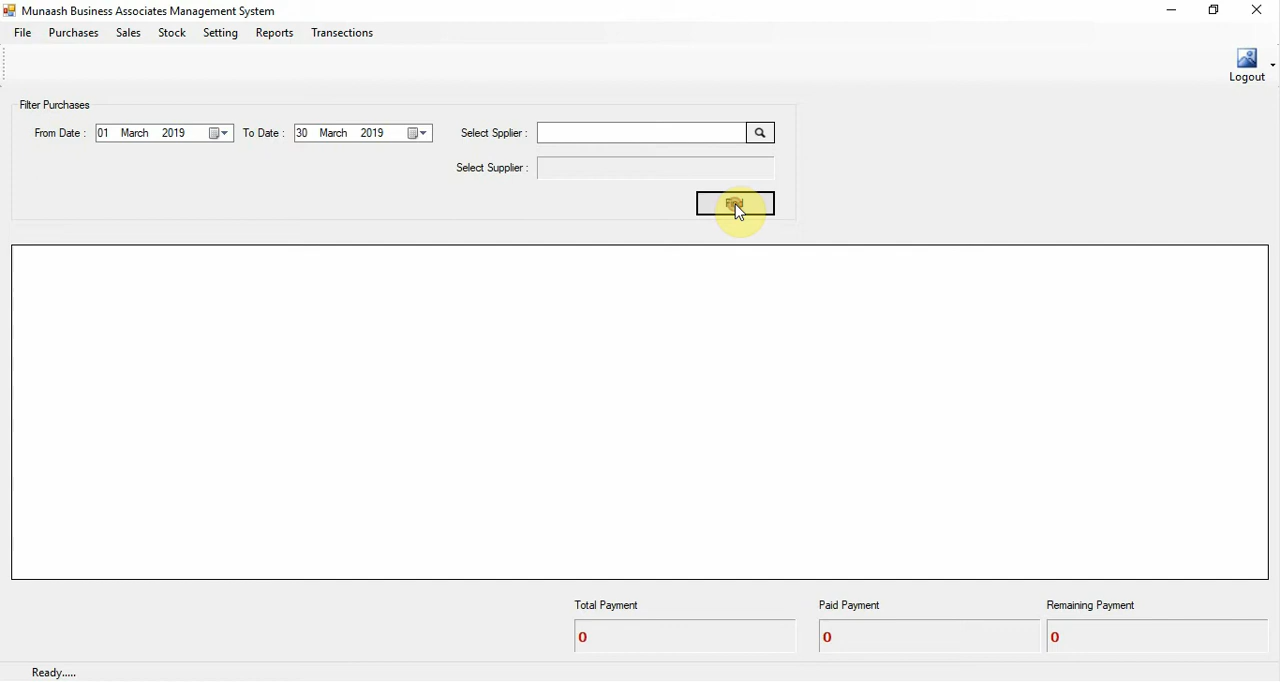 Munaash Business Associates Management System
File Purchases Sales Stock Setting Reports Transections
Logout
Filter Purchases
From Date : 01 March 2019 To Date : 30 March 2019 Select Spplier :
Select Supplier :
Find
Total Payment Paid Payment Remaining Payment
0 0 0
Ready.....